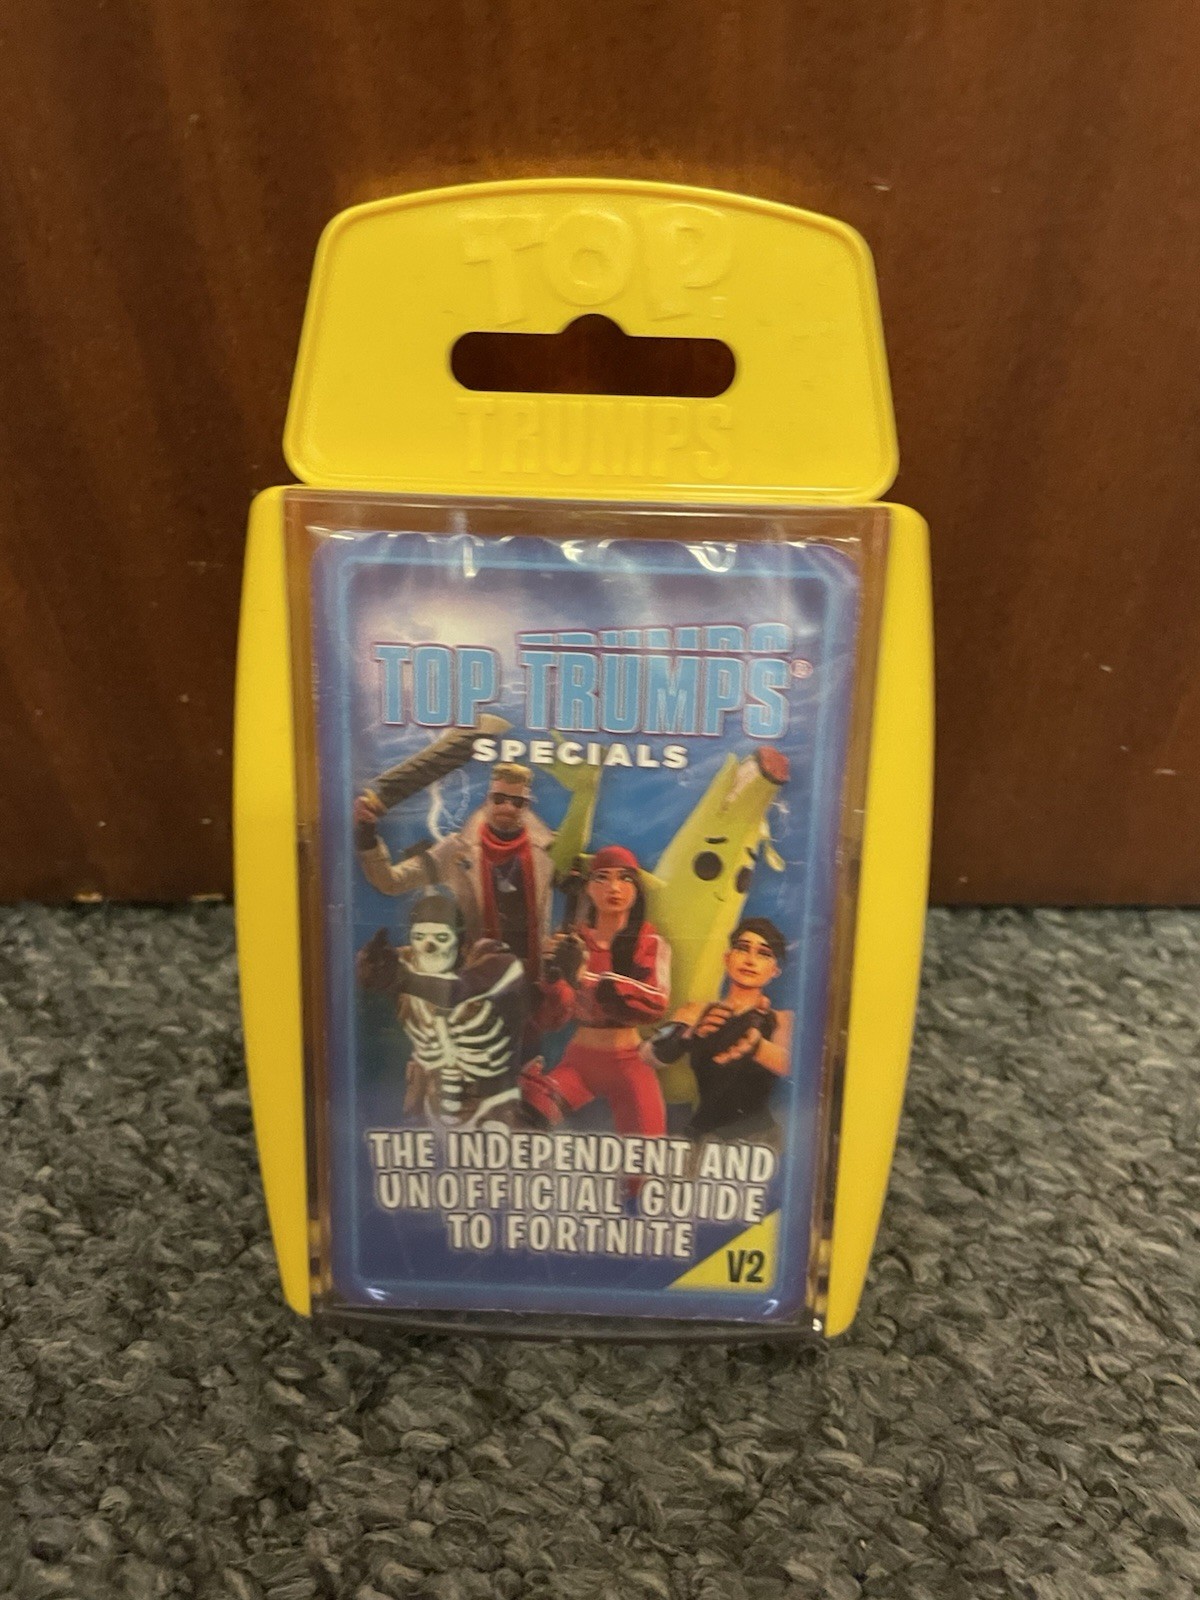 TOP
TRUMPS
TOP TRUMPS®
SPECIALS
THE INDEPENDENT AND
UNOFFICIAL GUIDE
TO FORTNITE
V2